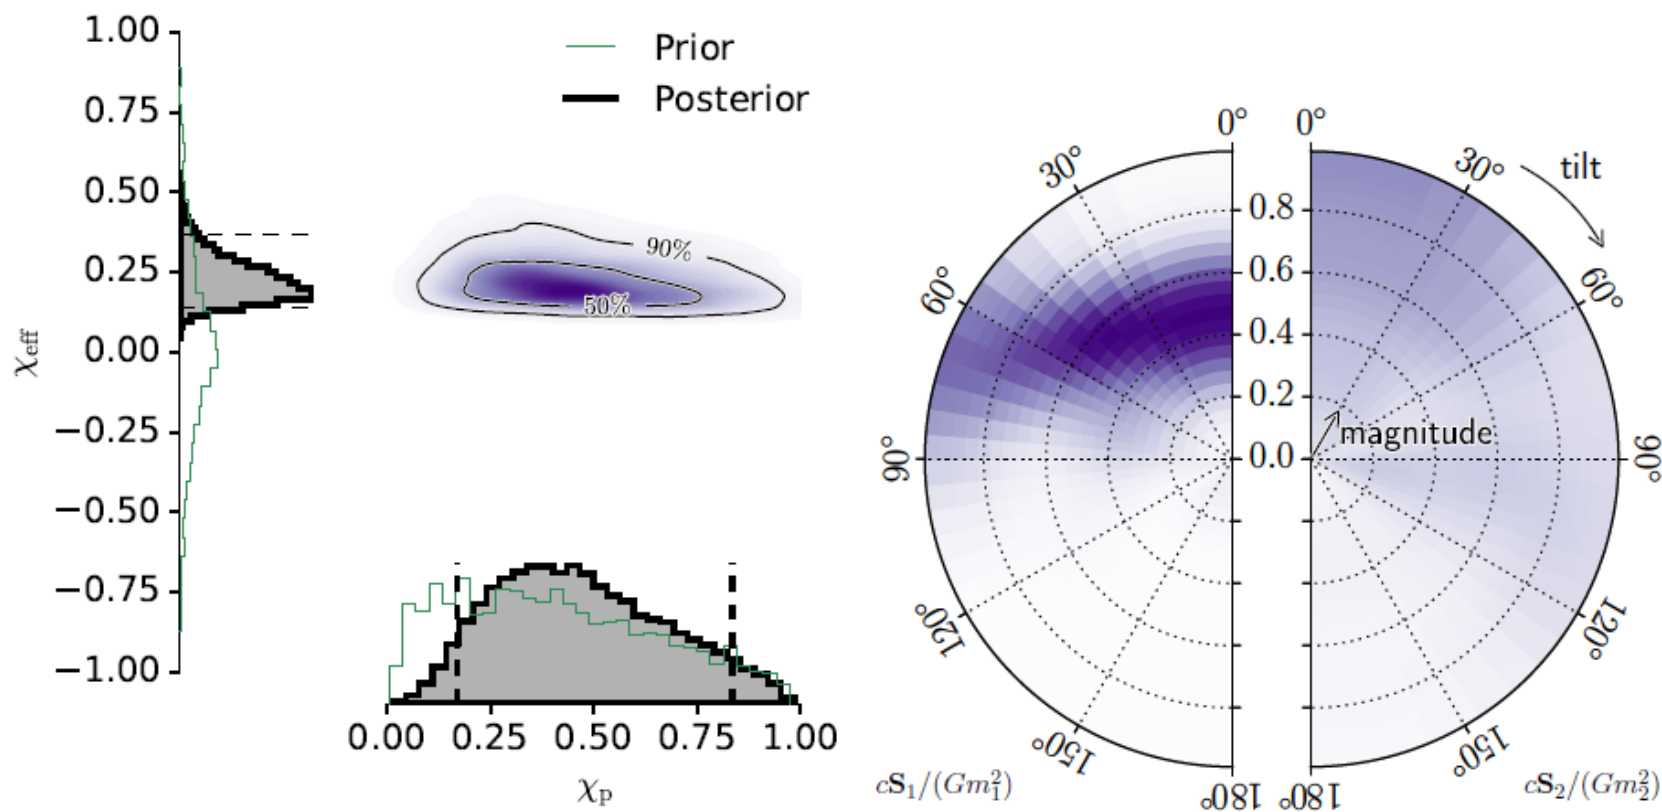 1.00
0.75
0.50
0.25
0.00
−0.25
−0.50
−0.75
−1.00
χeff
Prior
Posterior
90%
50%
0.00 0.25 0.50 0.75 1.00
χp
0° 0°
30° 30° tilt
60° 60°
90° 90°
120° 120°
150° 150°
180° 180°
0.8
0.6
0.4
0.2
0.0
magnitude
cS₁/(Gm₁²) cS₂/(Gm₂²)